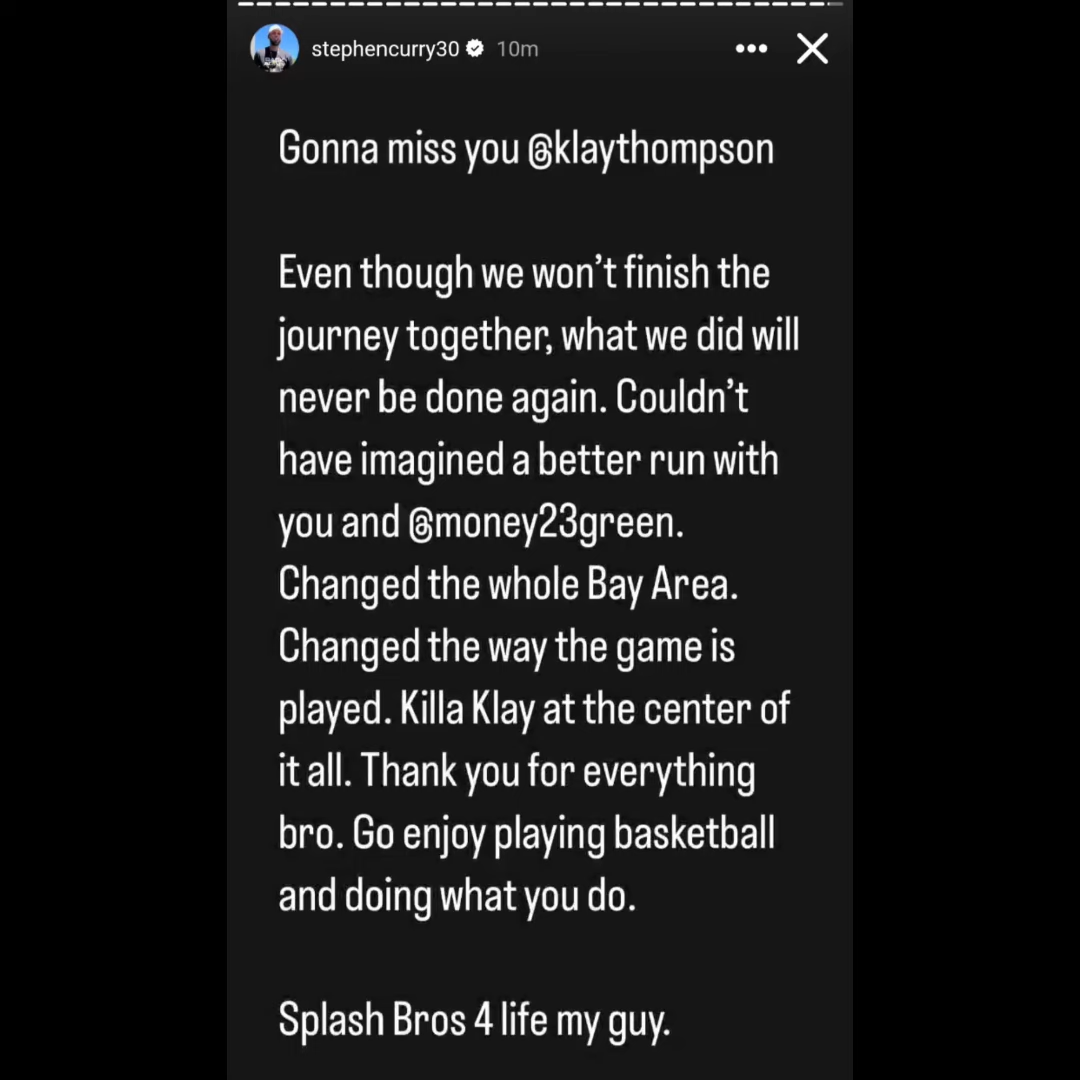 stephencurry30 10m
Gonna miss you @klaythompson
Even though we won’t finish the
journey together, what we did will
never be done again. Couldn’t
have imagined a better run with
you and @money23green.
Changed the whole Bay Area.
Changed the way the game is
played. Killa Klay at the center of
it all. Thank you for everything
bro. Go enjoy playing basketball
and doing what you do.
Splash Bros 4 life my guy.